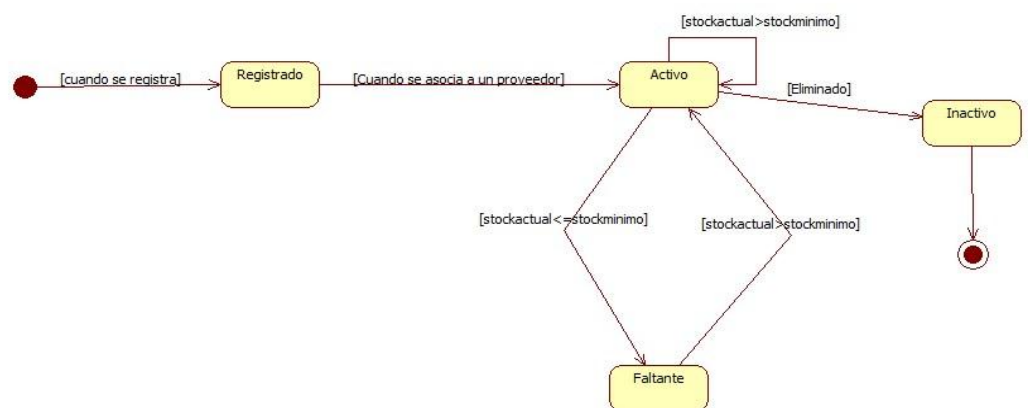 [stockactual>stockminimo]
[cuando se registra]
Registrado
[Cuando se asocia a un proveedor]
Activo
[Eliminado]
Inactivo
[stockactual<=stockminimo]
[stockactual>stockminimo]
Faltante